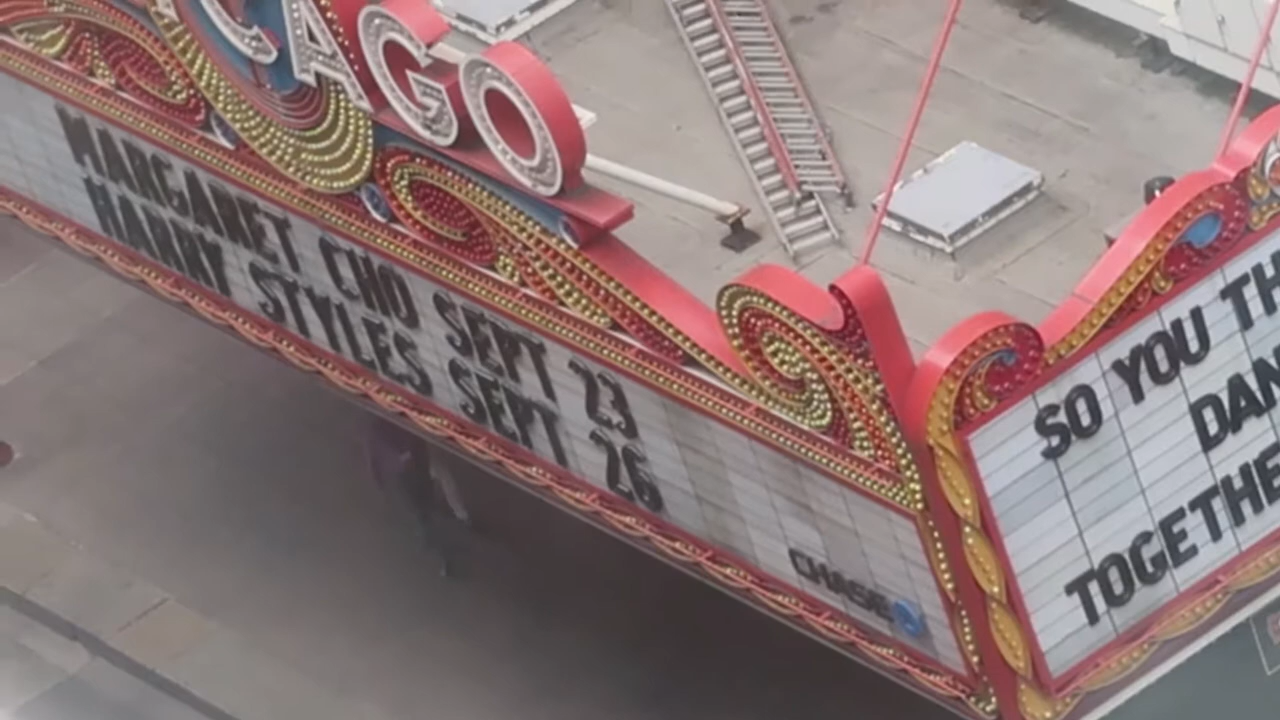 CAGO
MARGARET CHO SEPT 23
HARRY STYLES SEPT 26
CHASE
SO YOU TH
DAN
TOGETHE